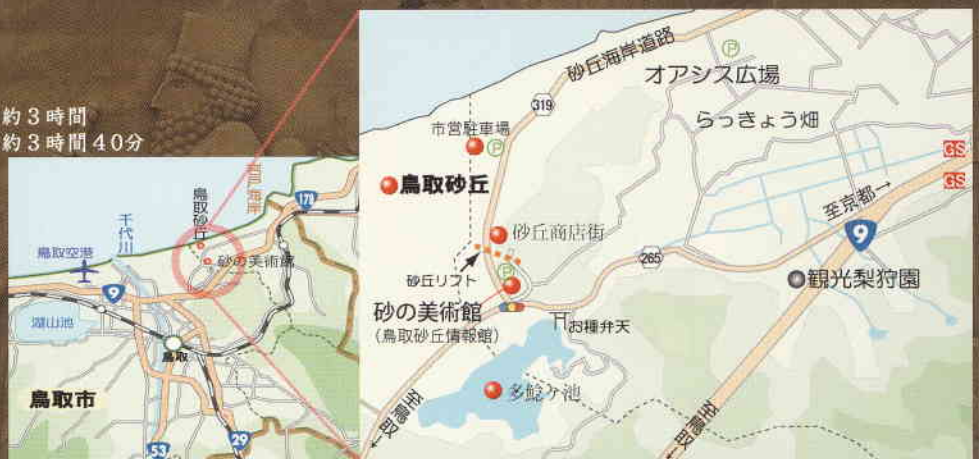 約3時間
約3時間40分
鳥取空港
千代川
鳥取砂丘
178
砂の美術館
9
湖山池
鳥取
鳥取市
53
29
砂丘海岸道路
P
オアシス広場
319
市営駐車場
P
らっきょう畑
GS
GS
鳥取砂丘
至京都→
9
砂丘商店街
265
砂丘リフト
P
観光梨狩園
砂の美術館
(鳥取砂丘情報館)
お種弁天
多鯰ヶ池
至鳥取
至鳥取